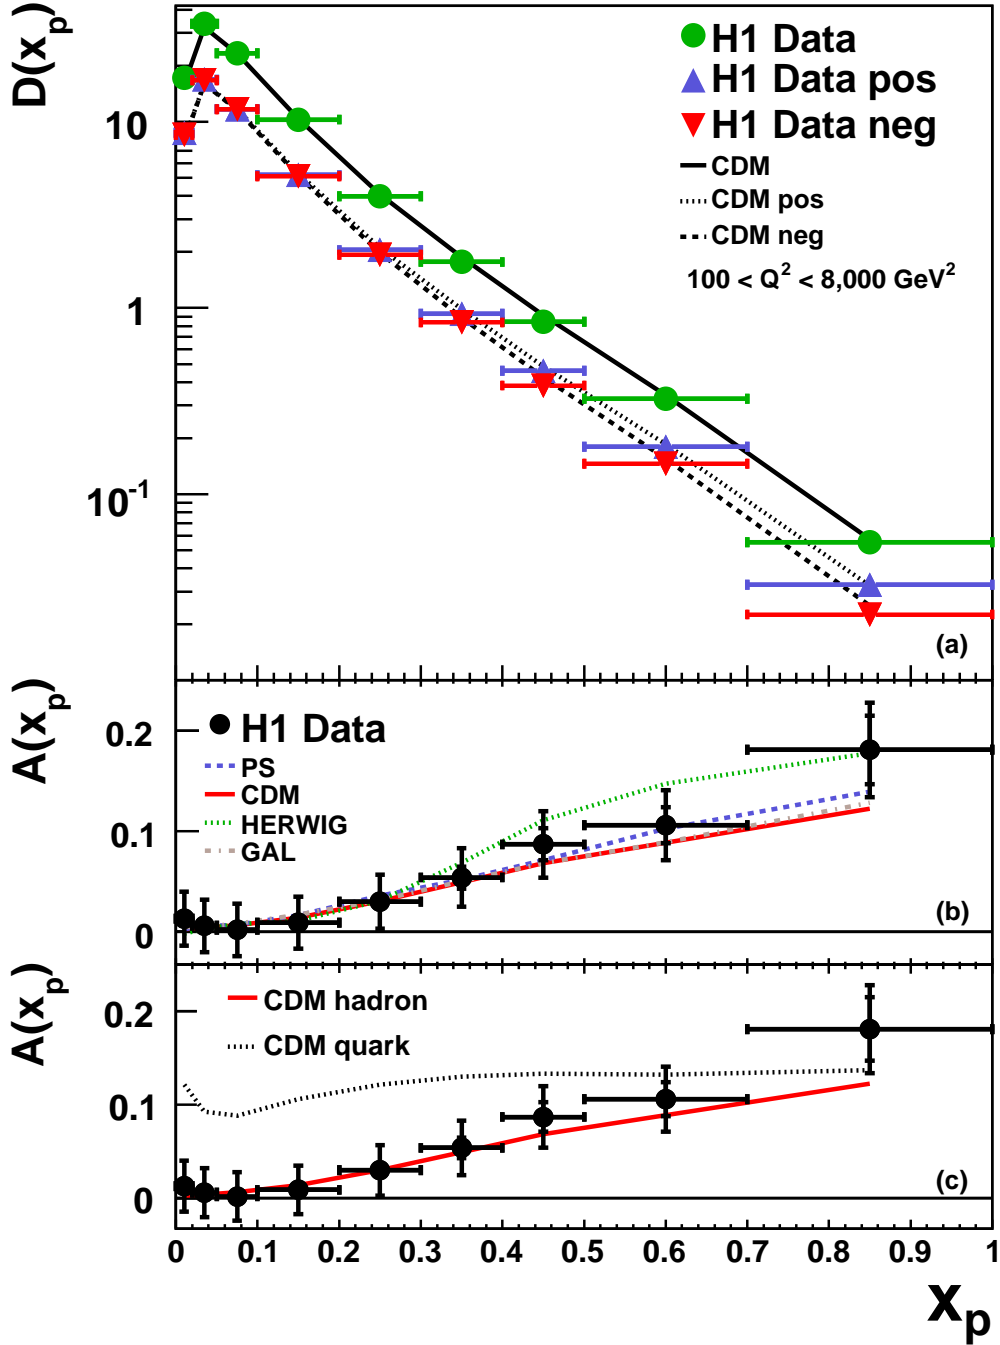 D(x_p)
10
1
10^-1
H1 Data
H1 Data pos
H1 Data neg
CDM
CDM pos
CDM neg
100 < Q^2 < 8,000 GeV^2
(a)
A(x_p)
0.2
0.1
0
H1 Data
PS
CDM
HERWIG
GAL
(b)
A(x_p)
0.2
0.1
0
CDM hadron
CDM quark
(c)
0 0.1 0.2 0.3 0.4 0.5 0.6 0.7 0.8 0.9 1
x_p